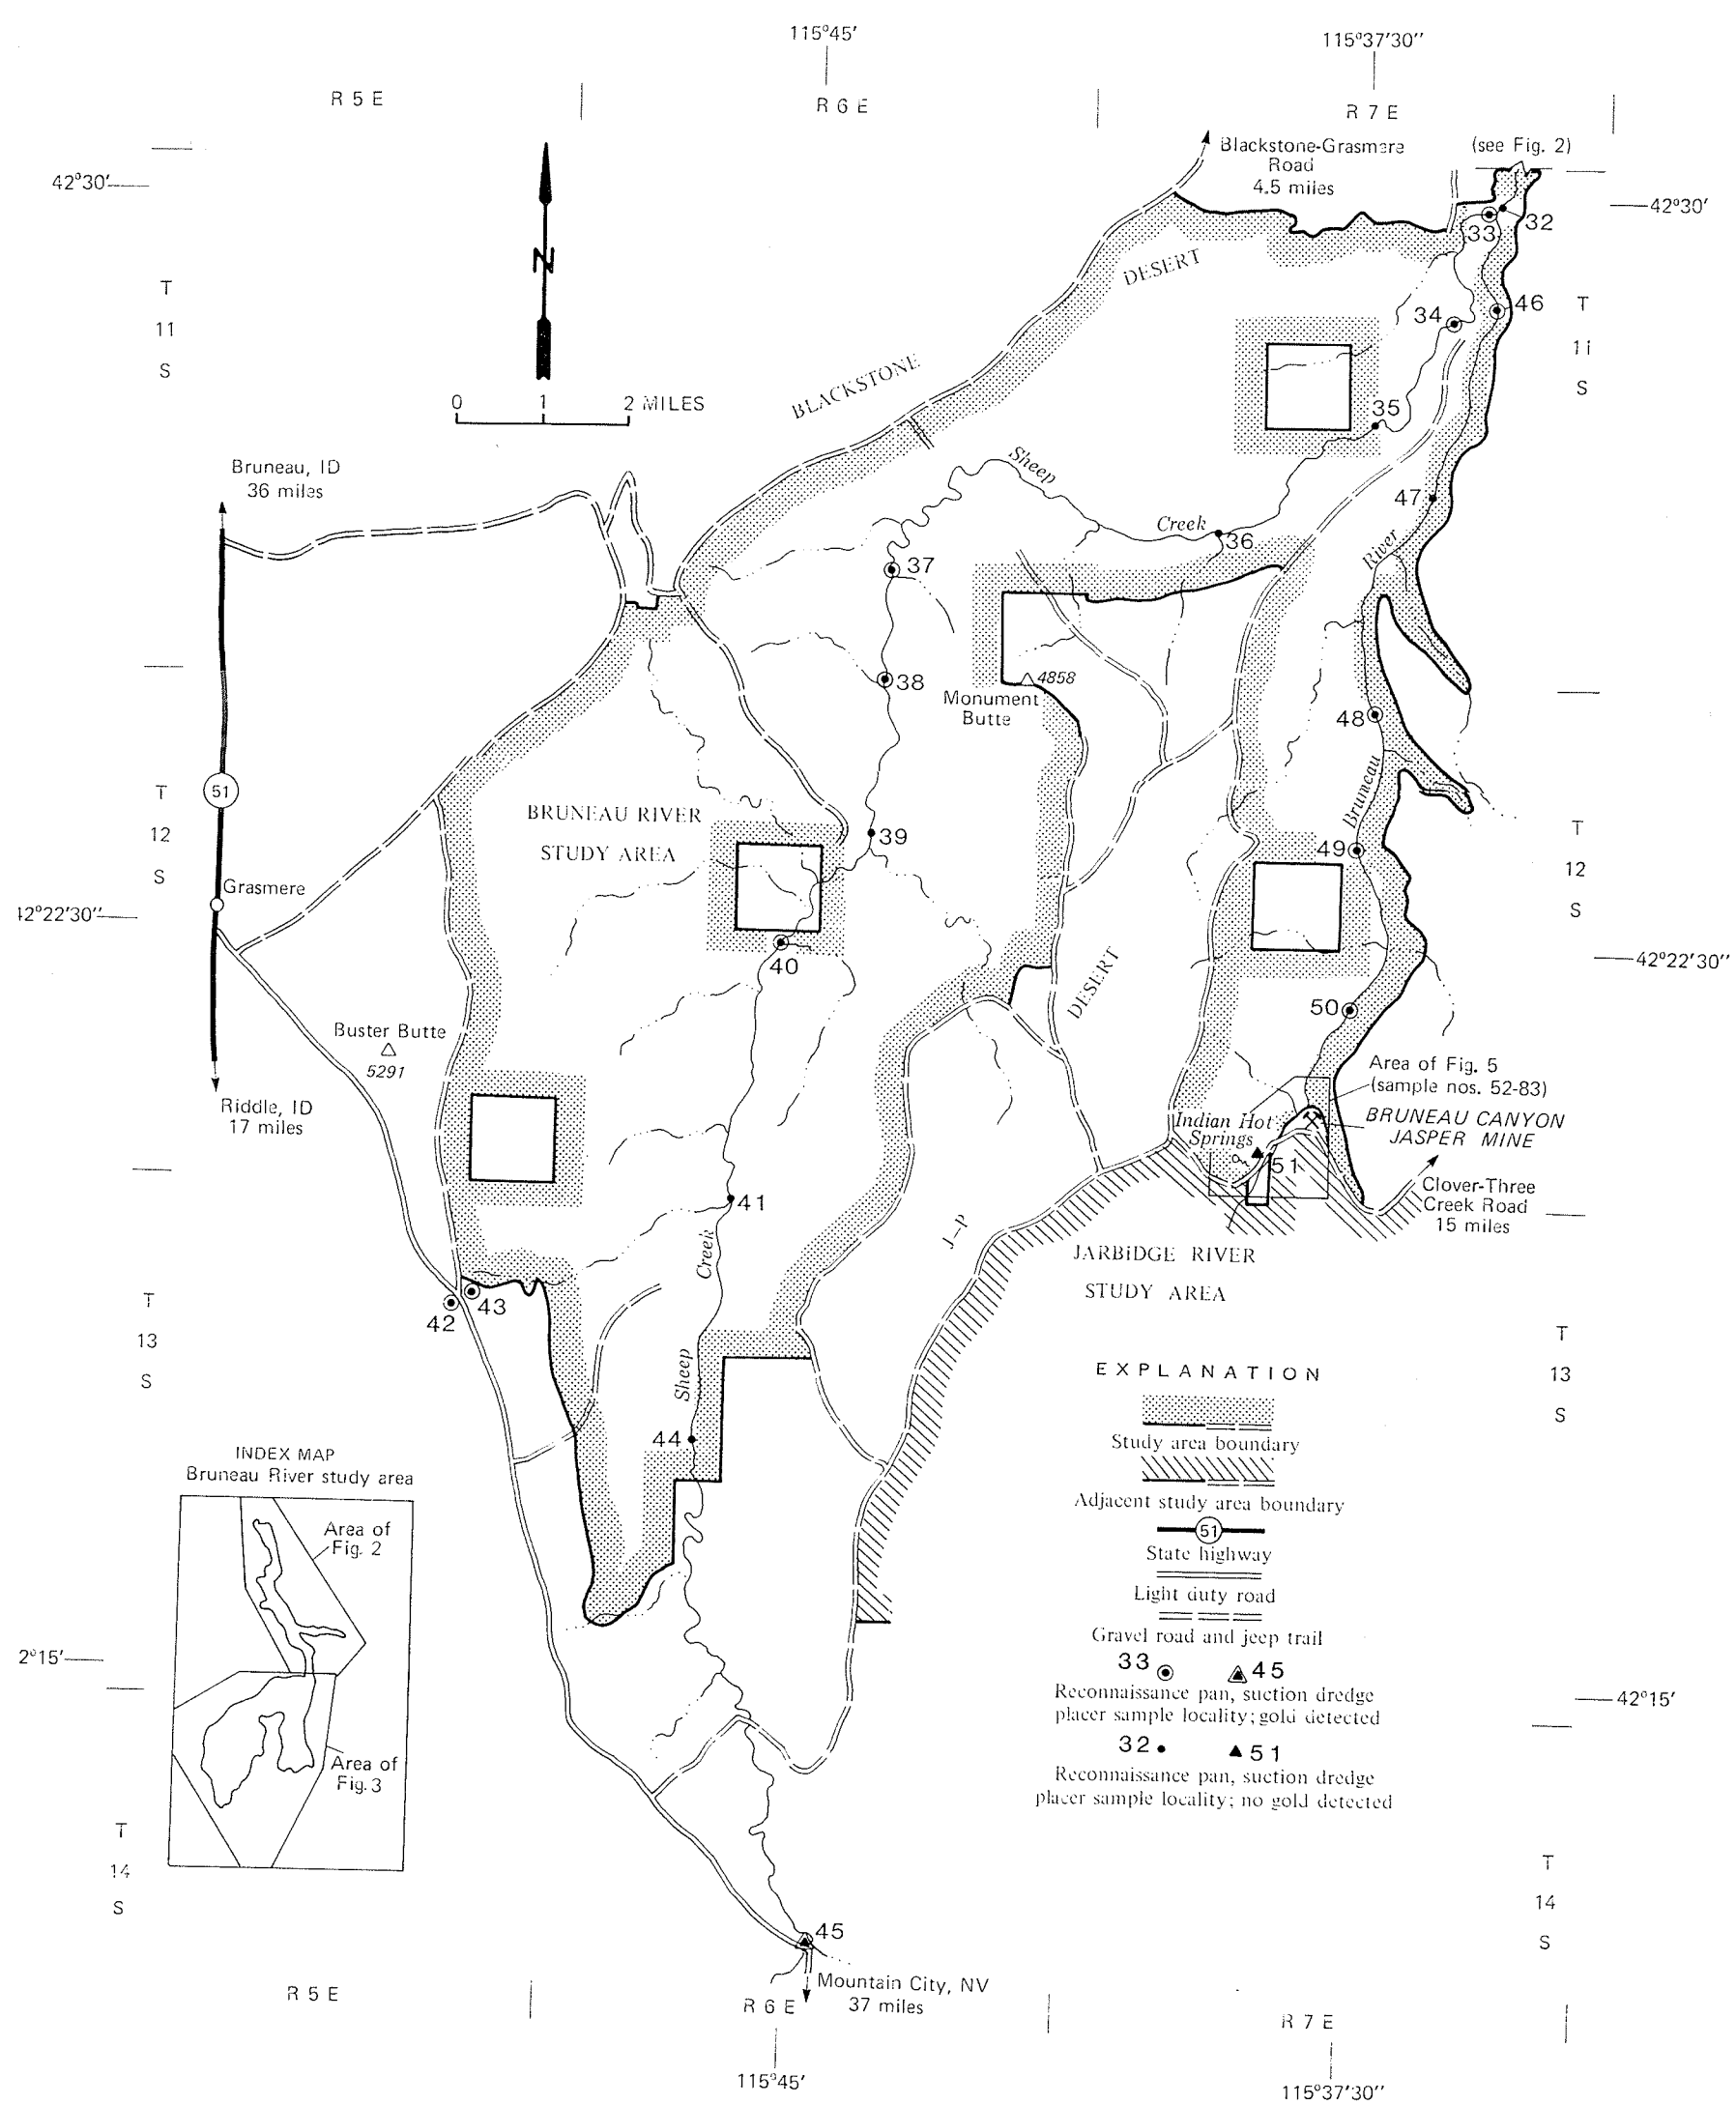 115°45'
115°37'30"
R 5 E
R 6 E
R 7 E
Blackstone-Grasmere
Road
4.5 miles
(see Fig. 2)
42°30'
42°30'
33
32
DESERT
N
T
11
S
34
46
T
11
S
BLACKSTONE
0 1 2 MILES
35
Bruneau, ID
36 miles
Sheep
Creek
47
36
River
37
38
4858
Monument
Butte
48
51
T
12
S
BRUNEAU RIVER
STUDY AREA
Bruneau
39
49
T
12
S
Grasmere
12°22'30"
40
DESERT
42°22'30"
50
Buster Butte
5291
Area of Fig. 5
(sample nos. 52-83)
Riddle, ID
17 miles
Indian Hot
Springs
BRUNEAU CANYON
JASPER MINE
51
41
Clover-Three
Creek Road
15 miles
Creek
J-P
JARBIDGE RIVER
STUDY AREA
43
42
T
13
S
T
13
S
Sheep
44
EXPLANATION
Study area boundary
Adjacent study area boundary
51
State highway
Light duty road
Gravel road and jeep trail
33 45
Reconnaissance pan, suction dredge
placer sample locality; gold detected
32 51
Reconnaissance pan, suction dredge
placer sample locality; no gold detected
INDEX MAP
Bruneau River study area
Area of
Fig. 2
Area of
Fig. 3
2°15'
42°15'
T
14
S
T
14
S
45
Mountain City, NV
37 miles
R 5 E
R 6 E
R 7 E
115°45'
115°37'30"